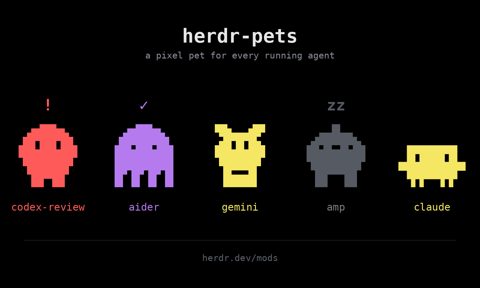 herdr-pets
a pixel pet for every running agent
! ✓ zz
codex-review aider gemini amp claude
herdr.dev/mods